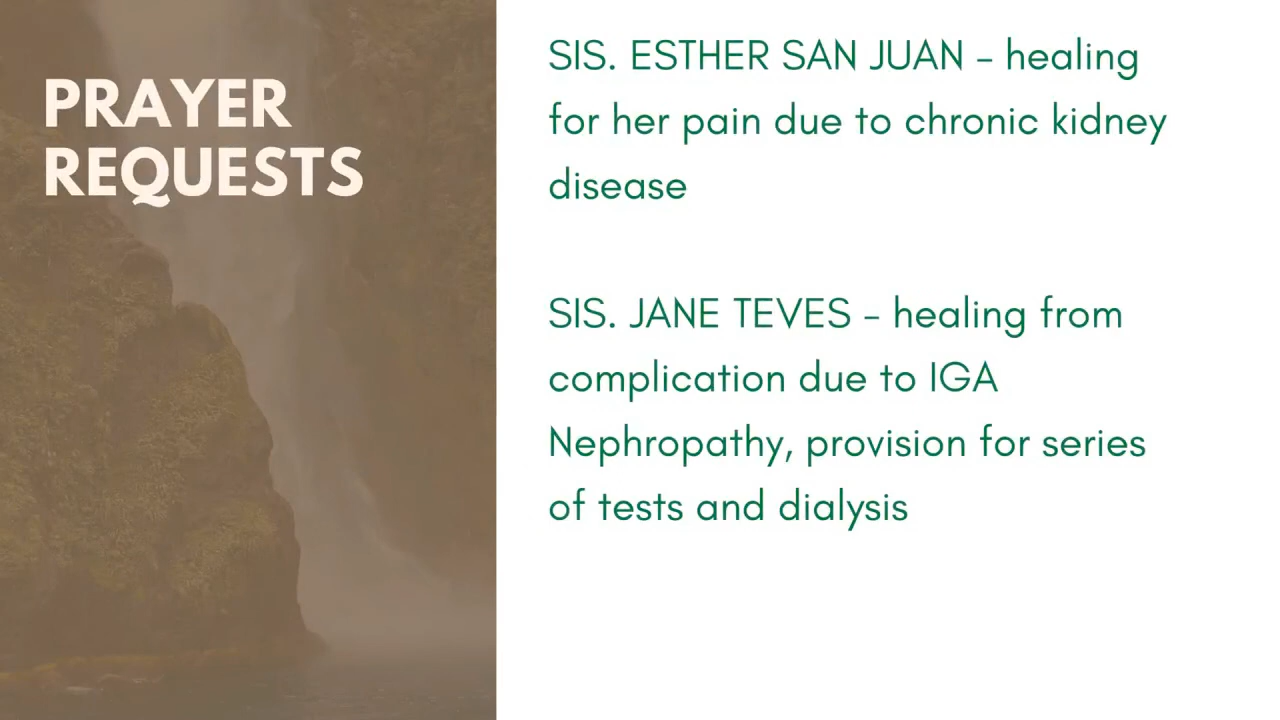 PRAYER
REQUESTS
SIS. ESTHER SAN JUAN – healing
for her pain due to chronic kidney
disease
SIS. JANE TEVES – healing from
complication due to IGA
Nephropathy, provision for series
of tests and dialysis